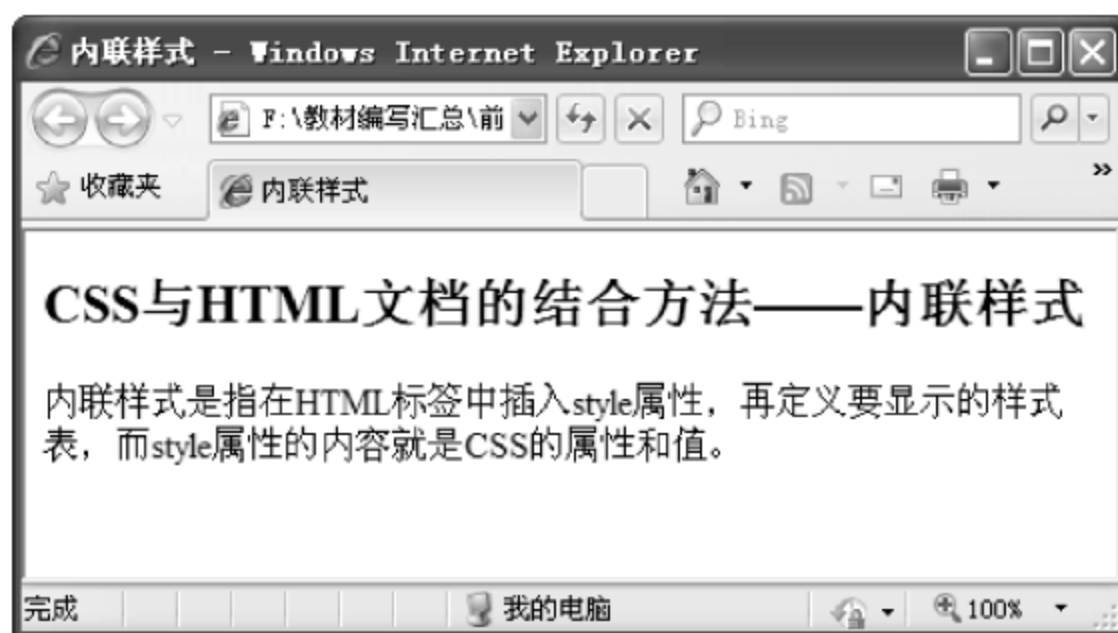 内联样式 - Windows Internet Explorer
F:\教材编写汇总\前
Bing
收藏夹
内联样式
»
CSS与HTML文档的结合方法——内联样式
内联样式是指在HTML标签中插入style属性，再定义要显示的样式
表，而style属性的内容就是CSS的属性和值。
完成
我的电脑
100%